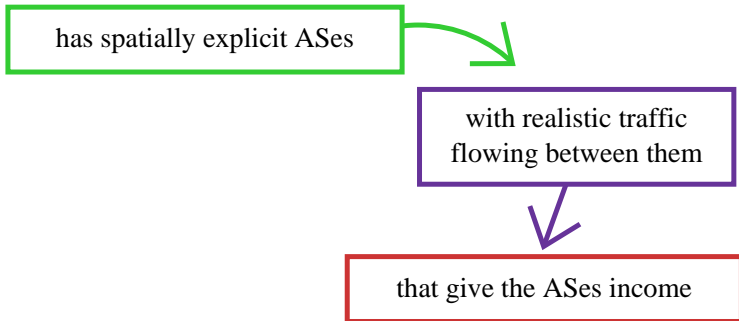 has spatially explicit ASes
with realistic traffic
flowing between them
that give the ASes income